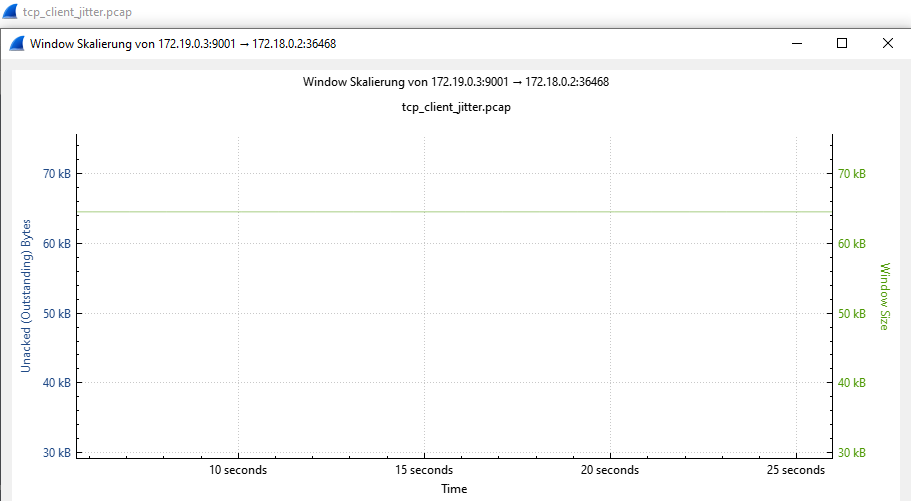 tcp_client_jitter.pcap
Window Skalierung von 172.19.0.3:9001 → 172.18.0.2:36468
Window Skalierung von 172.19.0.3:9001 → 172.18.0.2:36468
tcp_client_jitter.pcap
Unacked (Outstanding) Bytes
70 kB
60 kB
50 kB
40 kB
30 kB
70 kB
60 kB
50 kB
40 kB
30 kB
Window Size
10 seconds
15 seconds
20 seconds
25 seconds
Time